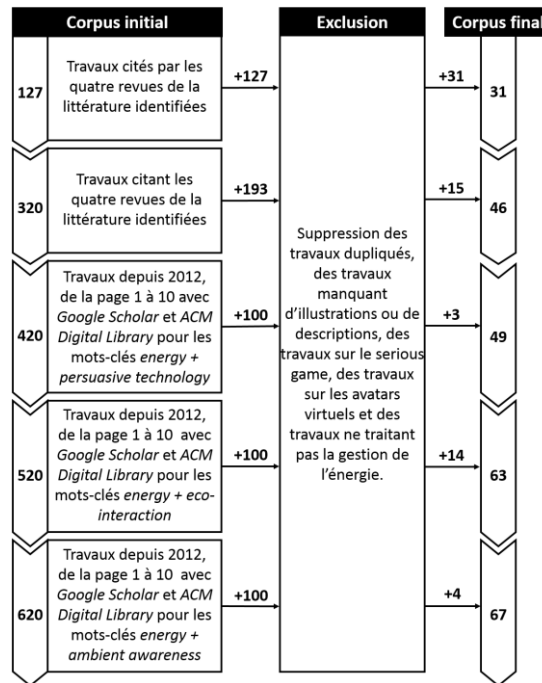 Corpus initial
Exclusion
Corpus final
127
Travaux cités par les
quatre revues de la
littérature identifiées
+127
+31
31
320
Travaux citant les
quatre revues de la
littérature identifiées
+193
+15
46
420
Travaux depuis 2012,
de la page 1 à 10 avec
Google Scholar et ACM
Digital Library pour les
mots-clés energy +
persuasive technology
+100
Suppression des
travaux dupliqués,
des travaux
manquant
d’illustrations ou de
descriptions, des
travaux sur le serious
game, des travaux
sur les avatars
virtuels et des
travaux ne traitant
pas la gestion de
l’énergie.
+3
49
520
Travaux depuis 2012,
de la page 1 à 10 avec
Google Scholar et ACM
Digital Library pour les
mots-clés energy + eco-
interaction
+100
+14
63
620
Travaux depuis 2012,
de la page 1 à 10 avec
Google Scholar et ACM
Digital Library pour les
mots-clés energy +
ambient awareness
+100
+4
67